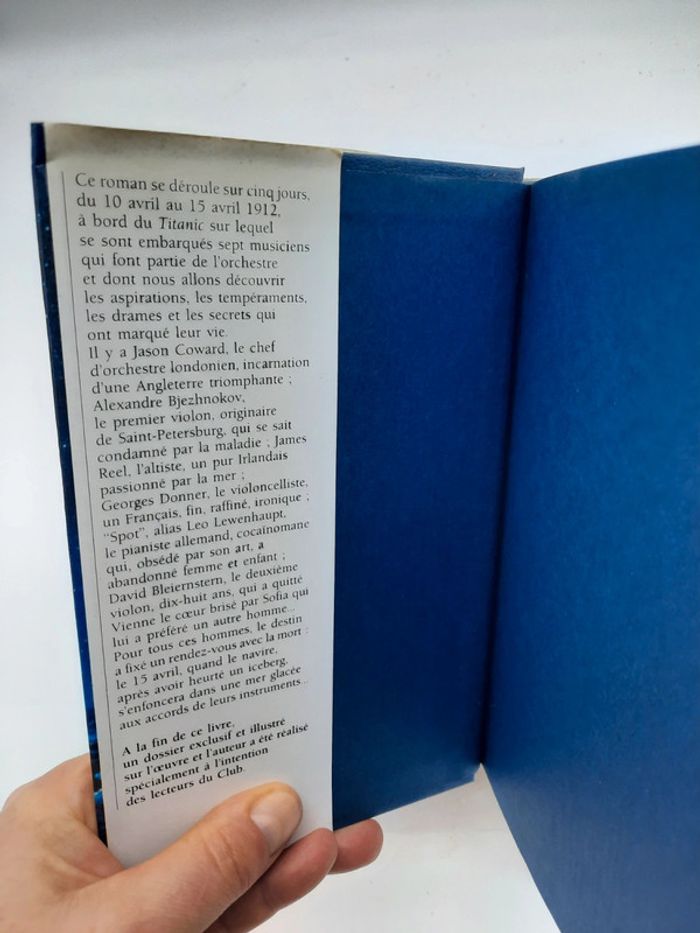 Ce roman se déroule sur cinq jours,
du 10 avril au 15 avril 1912,
à bord du Titanic sur lequel
se sont embarqués sept musiciens
qui font partie de l'orchestre
et dont nous allons découvrir
les aspirations, les tempéraments,
les drames et les secrets qui
ont marqué leur vie.
Il y a Jason Coward, le chef
d'orchestre londonien, incarnation
d'une Angleterre triomphante ;
Alexandre Bjezhnokov,
le premier violon, originaire
de Saint-Petersburg, qui se sait
condamné par la maladie ; James
Reel, l'altiste, un pur Irlandais
passionné par la mer ;
Georges Donner, le violoncelliste,
un Français, fin, raffiné, ironique ;
"Spot", alias Leo Lewenhaupt,
le pianiste allemand, cocaïnomane
qui, obsédé par son art, a
abandonné femme et enfant ;
David Bleiernstern, le deuxième
violon, dix-huit ans, qui a quitté
Vienne le cœur brisé par Sofia qui
lui a préféré un autre homme...
Pour tous ces hommes, le destin
a fixé un rendez-vous avec la mort :
le 15 avril, quand le navire,
après avoir heurté un iceberg,
s'enfoncera dans une mer glacée
aux accords de leurs instruments...
A la fin de ce livre,
un dossier exclusif et illustré
sur l'œuvre et l'auteur a été réalisé
spécialement à l'intention
des lecteurs du Club.